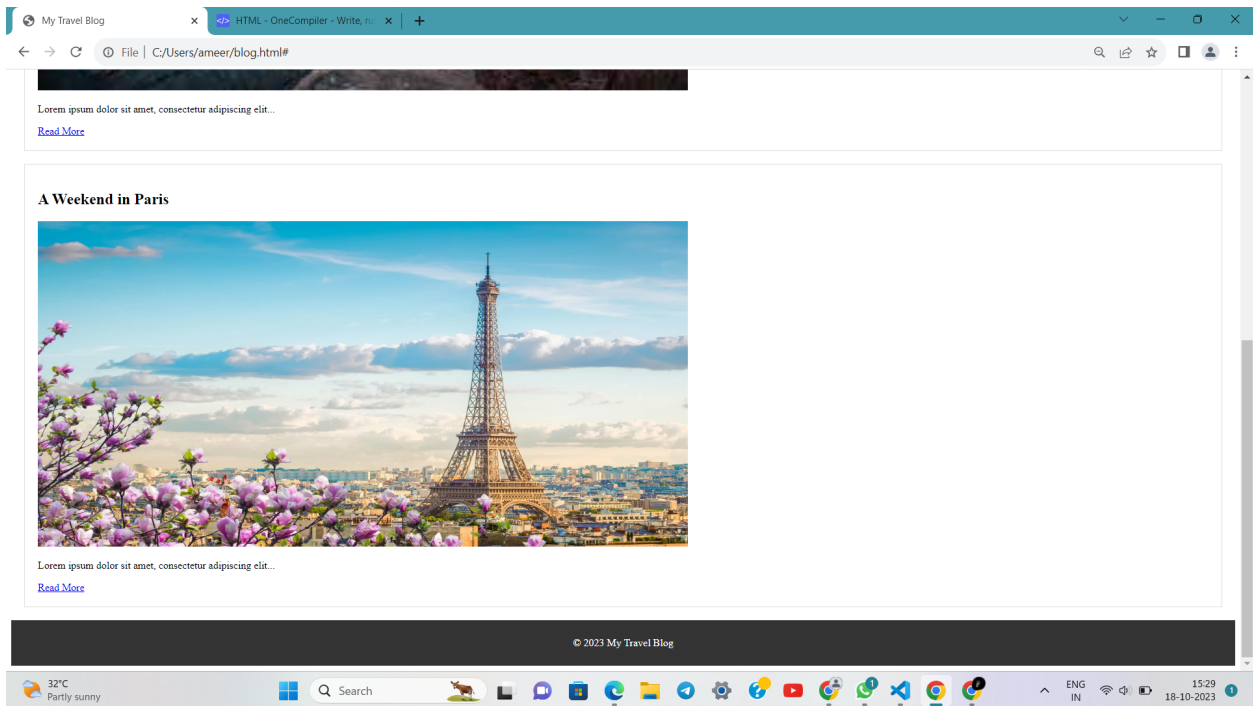 My Travel Blog
HTML - OneCompiler - Write, ru
File
C:/Users/ameer/blog.html#
Lorem ipsum dolor sit amet, consectetur adipiscing elit...
Read More
A Weekend in Paris
Lorem ipsum dolor sit amet, consectetur adipiscing elit...
Read More
© 2023 My Travel Blog
32°C
Partly sunny
Search
1
ENG
IN
15:29
18-10-2023
1